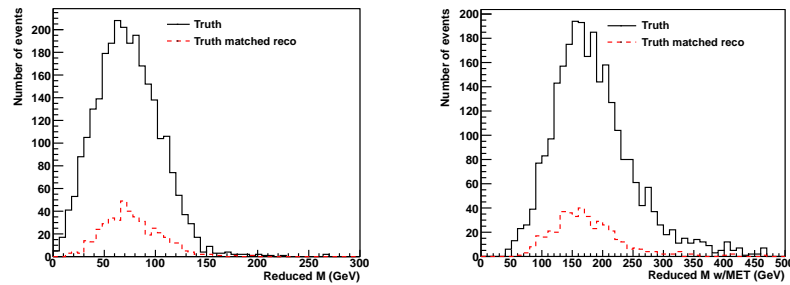 Number of events
200
180
160
140
120
100
80
60
40
20
0
0 50 100 150 200 250 300
Reduced M (GeV)
Truth
Truth matched reco
Number of events
200
180
160
140
120
100
80
60
40
20
0
0 50 100 150 200 250 300 350 400 450 500
Reduced M w/MET (GeV)
Truth
Truth matched reco